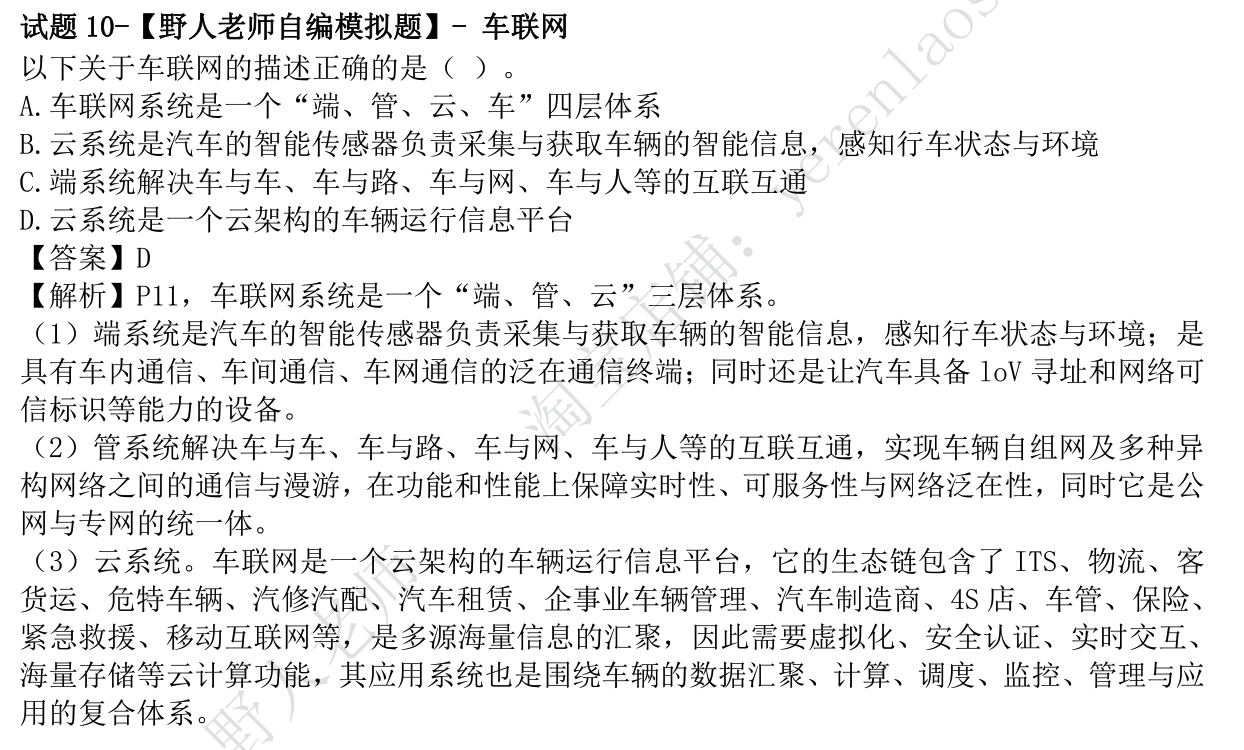 试题 10-【野人老师自编模拟题】- 车联网
以下关于车联网的描述正确的是（ ）。
A.车联网系统是一个“端、管、云、车”四层体系
B.云系统是汽车的智能传感器负责采集与获取车辆的智能信息，感知行车状态与环境
C.端系统解决车与车、车与路、车与网、车与人等的互联互通
D.云系统是一个云架构的车辆运行信息平台
【答案】D
【解析】P11，车联网系统是一个“端、管、云”三层体系。
（1）端系统是汽车的智能传感器负责采集与获取车辆的智能信息，感知行车状态与环境；是
具有车内通信、车间通信、车网通信的泛在通信终端；同时还是让汽车具备 loV 寻址和网络可
信标识等能力的设备。
（2）管系统解决车与车、车与路、车与网、车与人等的互联互通，实现车辆自组网及多种异
构网络之间的通信与漫游，在功能和性能上保障实时性、可服务性与网络泛在性，同时它是公
网与专网的统一体。
（3）云系统。车联网是一个云架构的车辆运行信息平台，它的生态链包含了 ITS、物流、客
货运、危特车辆、汽修汽配、汽车租赁、企事业车辆管理、汽车制造商、4S 店、车管、保险、
紧急救援、移动互联网等，是多源海量信息的汇聚，因此需要虚拟化、安全认证、实时交互、
海量存储等云计算功能，其应用系统也是围绕车辆的数据汇聚、计算、调度、监控、管理与应
用的复合体系。
野人老师 淘宝店铺：yerenlaos